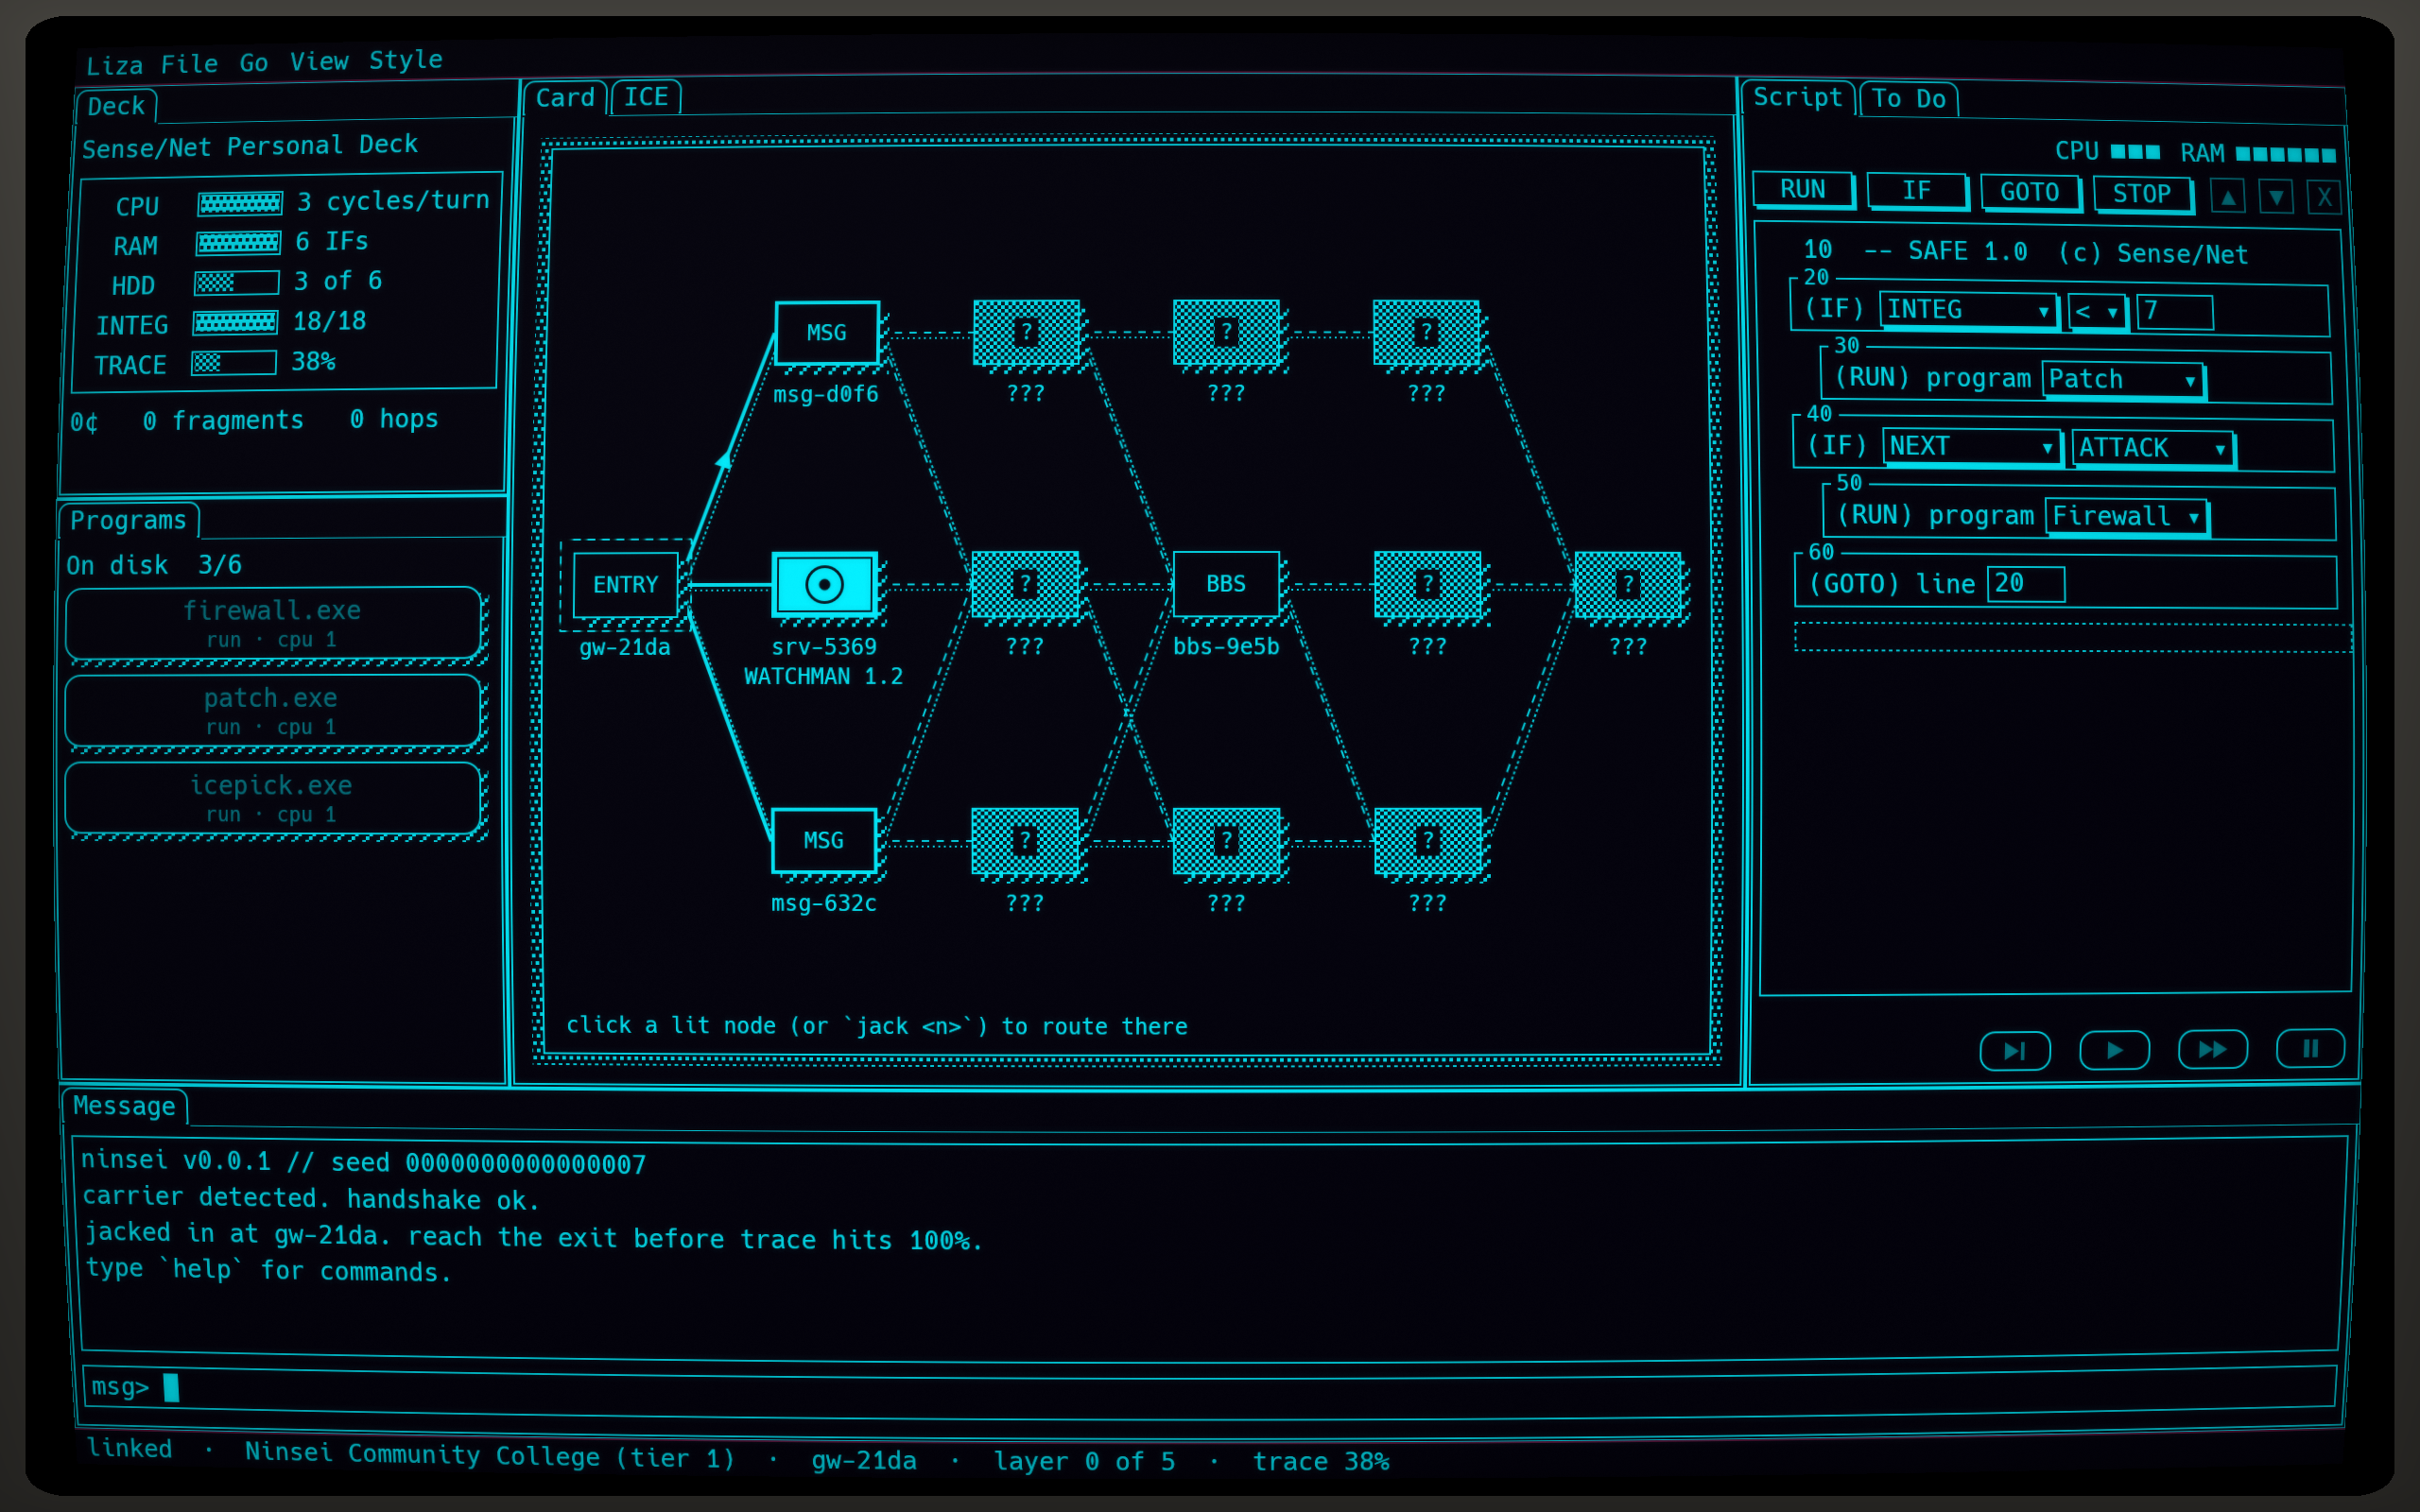 Liza File Go View Style
Deck
Sense/Net Personal Deck
CPU 3 cycles/turn
RAM 6 IFs
HDD 3 of 6
INTEG 18/18
TRACE 38%
0¢ 0 fragments 0 hops
Programs
On disk 3/6
firewall.exe
run · cpu 1
patch.exe
run · cpu 1
icepick.exe
run · cpu 1
Card ICE
MSG ? ? ?
msg-d0f6 ??? ??? ???
ENTRY ? BBS ? ?
gw-21da srv-5369 ??? bbs-9e5b ??? ???
WATCHMAN 1.2
MSG ? ? ?
msg-632c ??? ??? ???
click a lit node (or `jack <n>`) to route there
Script To Do
CPU RAM
RUN IF GOTO STOP ▲ ▼ X
10 -- SAFE 1.0 (c) Sense/Net
20
(IF) INTEG ▼ < ▼ 7
30
(RUN) program Patch ▼
40
(IF) NEXT ▼ ATTACK ▼
50
(RUN) program Firewall ▼
60
(GOTO) line 20
Message
ninsei v0.0.1 // seed 0000000000000007
carrier detected. handshake ok.
jacked in at gw-21da. reach the exit before trace hits 100%.
type `help` for commands.
msg>
linked · Ninsei Community College (tier 1) · gw-21da · layer 0 of 5 · trace 38%